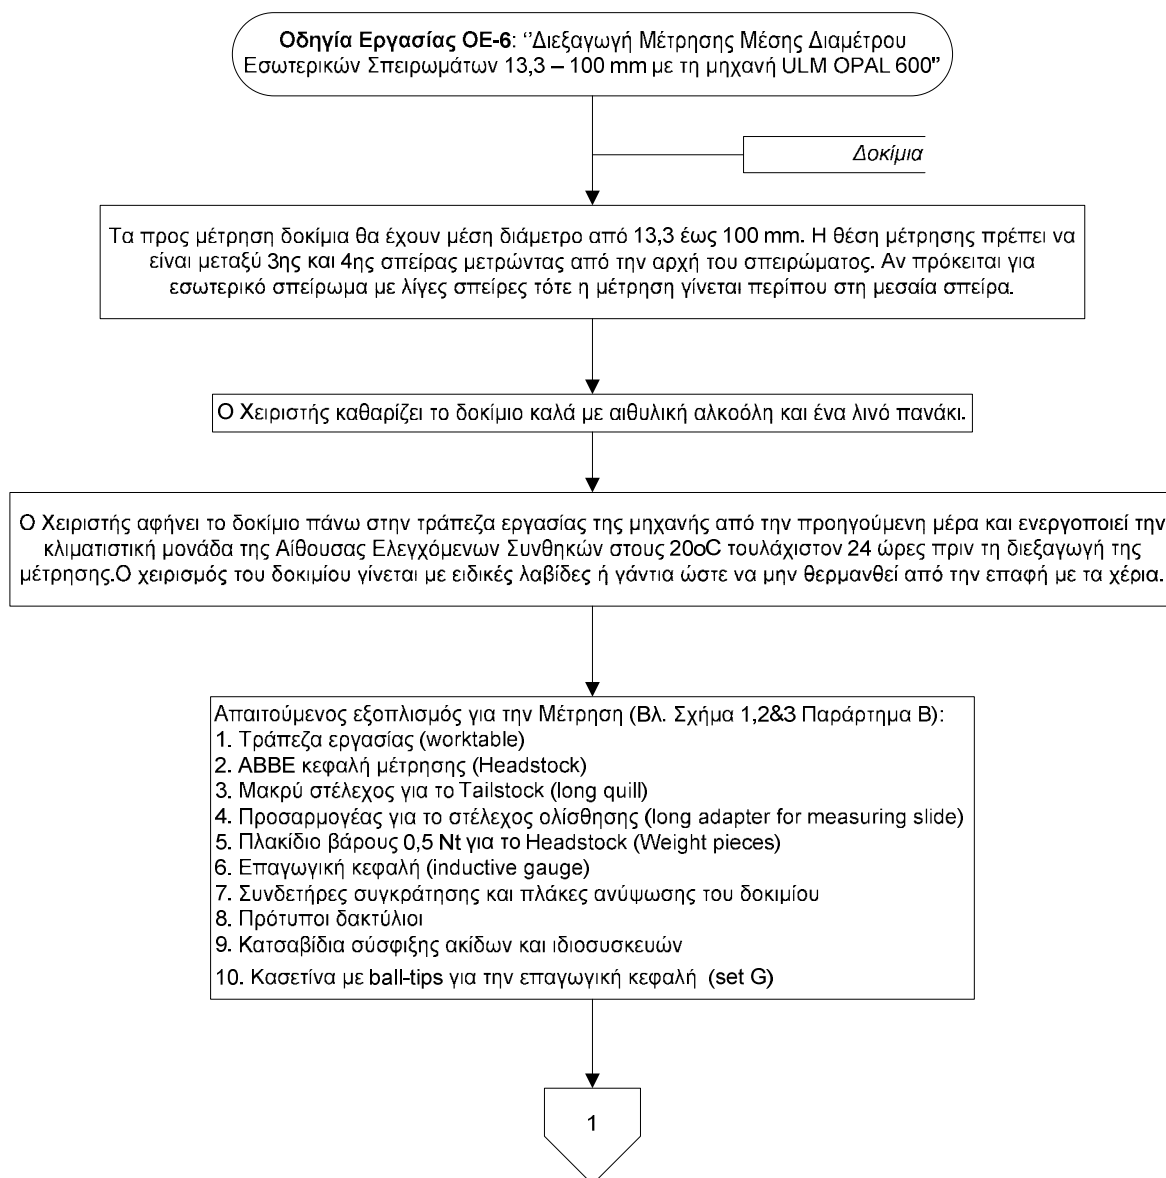 Οδηγία Εργασίας ΟΕ-6: ‘’Διεξαγωγή Μέτρησης Μέσης Διαμέτρου
Εσωτερικών Σπειρωμάτων 13,3 – 100 mm με τη μηχανή ULM OPAL 600’’
Δοκίμια
Τα προς μέτρηση δοκίμια θα έχουν μέση διάμετρο από 13,3 έως 100 mm. Η θέση μέτρησης πρέπει να
είναι μεταξύ 3ης και 4ης σπείρας μετρώντας από την αρχή του σπειρώματος. Αν πρόκειται για
εσωτερικό σπείρωμα με λίγες σπείρες τότε η μέτρηση γίνεται περίπου στη μεσαία σπείρα.
Ο Χειριστής καθαρίζει το δοκίμιο καλά με αιθυλική αλκοόλη και ένα λινό πανάκι.
Ο Χειριστής αφήνει το δοκίμιο πάνω στην τράπεζα εργασίας της μηχανής από την προηγούμενη μέρα και ενεργοποιεί την
κλιματιστική μονάδα της Αίθουσας Ελεγχόμενων Συνθηκών στους 20οC τουλάχιστον 24 ώρες πριν τη διεξαγωγή της
μέτρησης.Ο χειρισμός του δοκιμίου γίνεται με ειδικές λαβίδες ή γάντια ώστε να μην θερμανθεί από την επαφή με τα χέρια.
Απαιτούμενος εξοπλισμός για την Μέτρηση (Βλ. Σχήμα 1,2&3 Παράρτημα Β):
1. Τράπεζα εργασίας (worktable)
2. ABBE κεφαλή μέτρησης (Headstock)
3. Μακρύ στέλεχος για το Tailstock (long quill)
4. Προσαρμογέας για το στέλεχος ολίσθησης (long adapter for measuring slide)
5. Πλακίδιο βάρους 0,5 Nt για το Headstock (Weight pieces)
6. Επαγωγική κεφαλή (inductive gauge)
7. Συνδετήρες συγκράτησης και πλάκες ανύψωσης του δοκιμίου
8. Πρότυποι δακτύλιοι
9. Κατσαβίδια σύσφιξης ακίδων και ιδιοσυσκευών
10. Κασετίνα με ball-tips για την επαγωγική κεφαλή (set G)
1